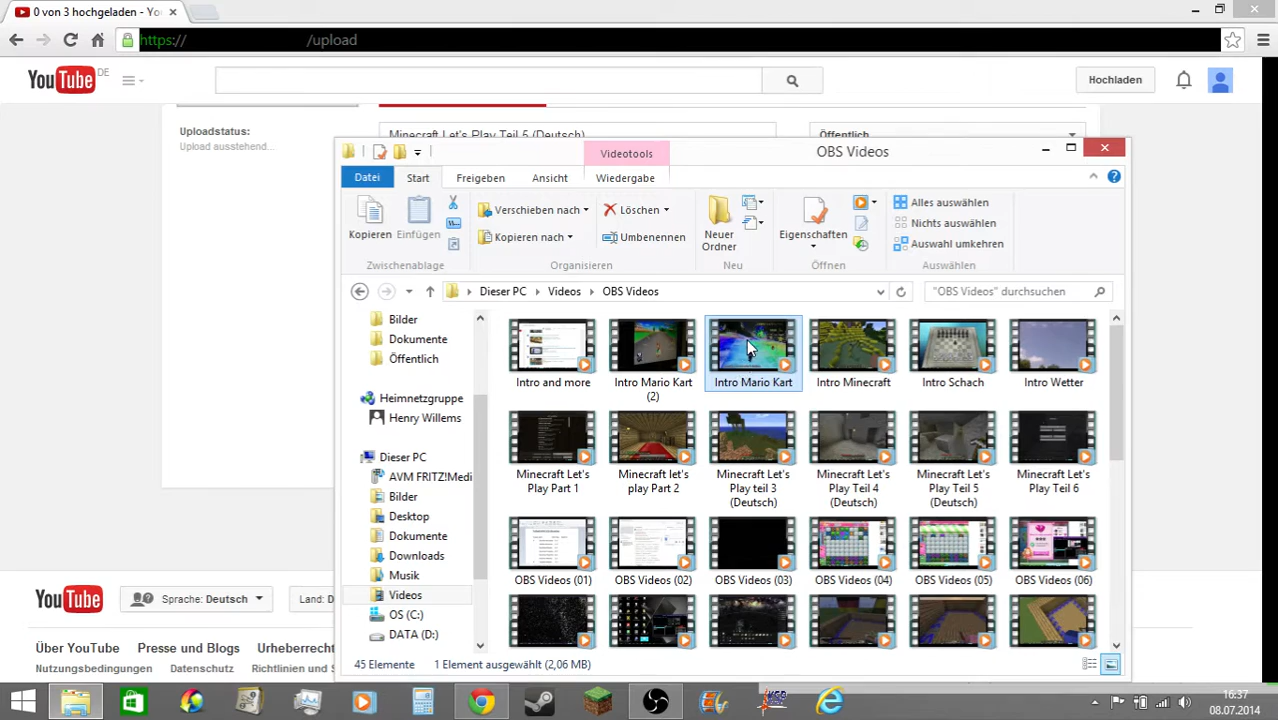 0 von 3 hochgeladen - Yo
https:// /upload
YouTube DE
Hochladen
Uploadstatus:
Upload ausstehend...
Minecraft Let's Play Teil 5 (Deutsch)
Öffentlich
Videotools
OBS Videos
Datei
Start
Freigeben
Ansicht
Wiedergabe
Kopieren
Einfügen
Zwischenablage
Verschieben nach
Kopieren nach
Löschen
Umbenennen
Organisieren
Neuer
Ordner
Neu
Eigenschaften
Öffnen
Alles auswählen
Nichts auswählen
Auswahl umkehren
Auswählen
Dieser PC
Videos
OBS Videos
"OBS Videos" durchsuchen
Bilder
Dokumente
Öffentlich
Heimnetzgruppe
Henry Willems
Dieser PC
AVM FRITZ!Medi
Bilder
Desktop
Dokumente
Downloads
Musik
Videos
OS (C:)
DATA (D:)
Intro and more
Intro Mario Kart
(2)
Intro Mario Kart
Intro Minecraft
Intro Schach
Intro Wetter
Minecraft Let's
Play Part 1
Minecraft let's
play Part 2
Minecraft Let's
Play teil 3
(Deutsch)
Minecraft Let's
Play Teil 4
(Deutsch)
Minecraft Let's
Play Teil 5
(Deutsch)
Minecraft Let's
Play Teil 6
OBS Videos (01)
OBS Videos (02)
OBS Videos (03)
OBS Videos (04)
OBS Videos (05)
OBS Videos (06)
45 Elemente
1 Element ausgewählt (2,06 MB)
YouTube
Sprache: Deutsch
Land: D
Über YouTube
Presse und Blogs
Urheberrecht
Nutzungsbedingungen
Datenschutz
Richtlinien und S
16:37
08.07.2014